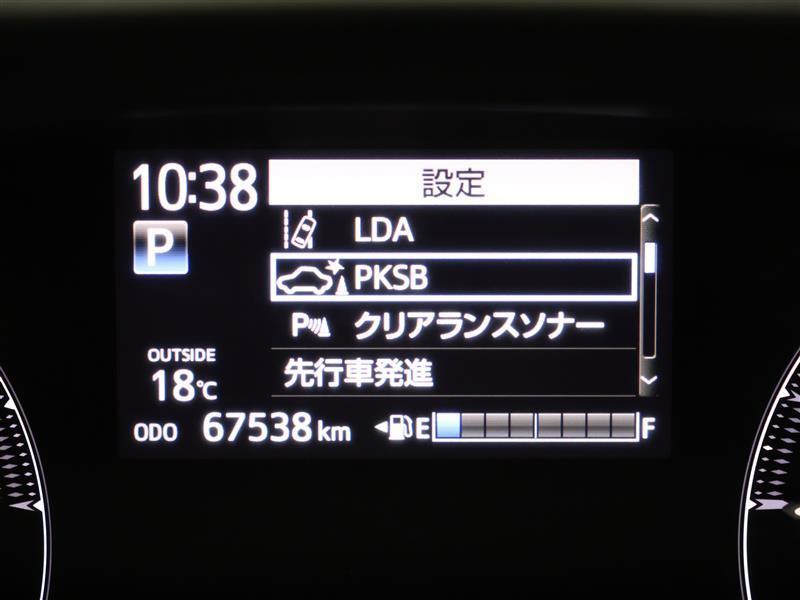 10:38
設定
P
LDA
PKSB
P クリアランスソナー
先行車発進
OUTSIDE
18℃
ODO 67538 km E F